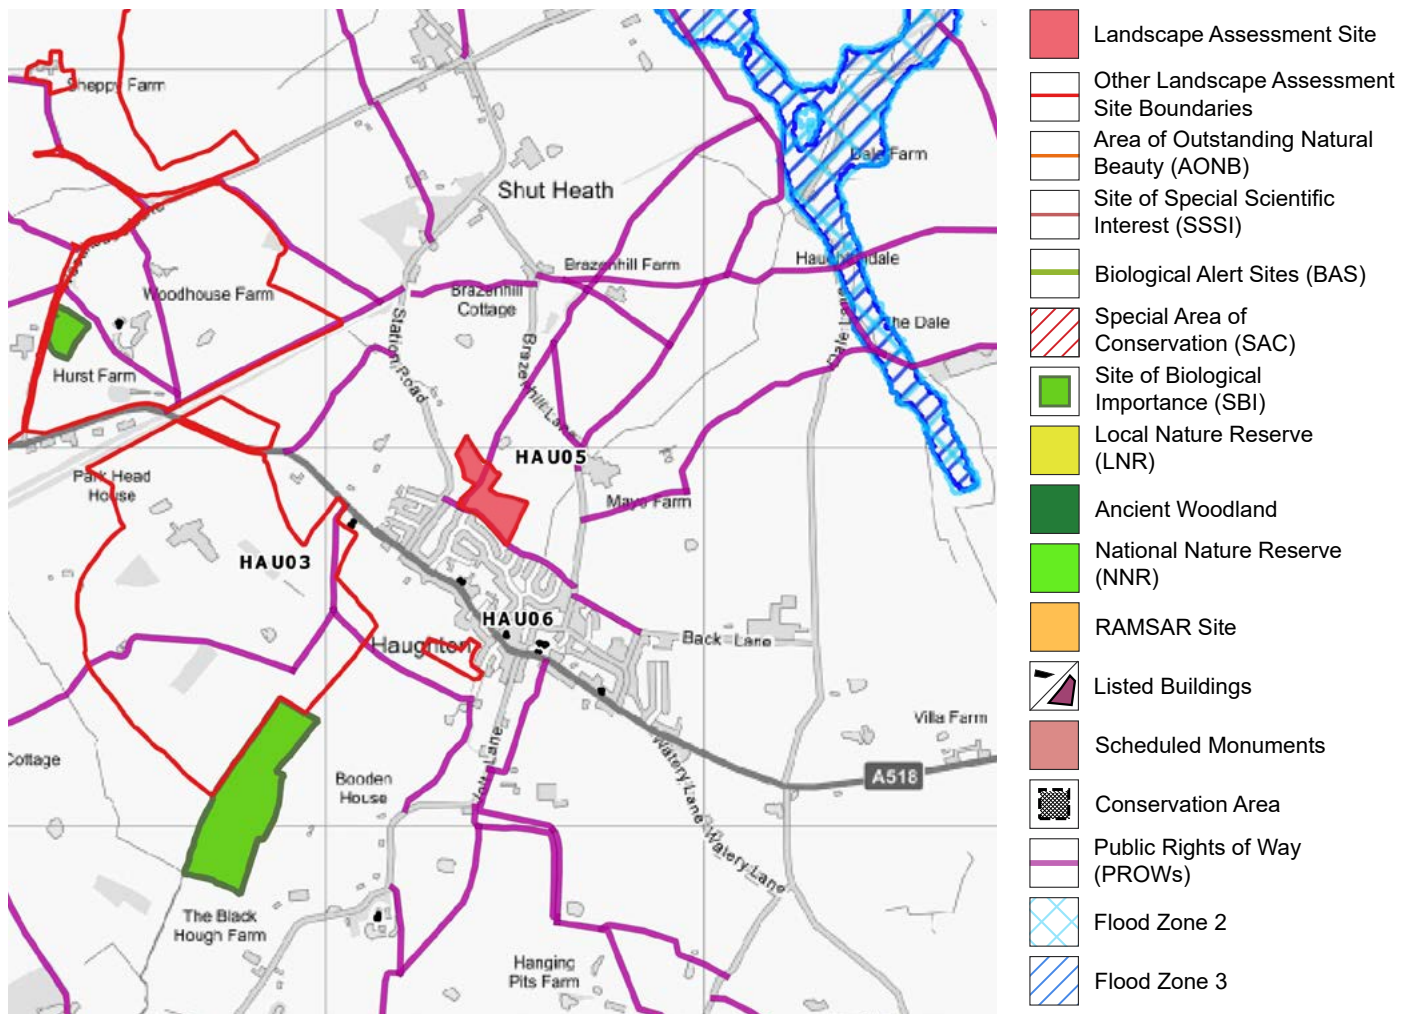 Sheppy Farm
Shut Heath
Dale Farm
Woodhouse Farm
Brazenhill Farm
Brazenhill
Cottage
Station Road
Brazenhill Lane
The Dale
Hurst Farm
HAU05
Park Head
House
Mayo Farm
HAU03
HAU06
Haughton
Back Lane
Villa Farm
Cottage
A518
Booden
House
Watery Lane
Watery Lane
The Black
Hough Farm
Hanging
Pits Farm
Landscape Assessment Site
Other Landscape Assessment
Site Boundaries
Area of Outstanding Natural
Beauty (AONB)
Site of Special Scientific
Interest (SSSI)
Biological Alert Sites (BAS)
Special Area of
Conservation (SAC)
Site of Biological
Importance (SBI)
Local Nature Reserve
(LNR)
Ancient Woodland
National Nature Reserve
(NNR)
RAMSAR Site
Listed Buildings
Scheduled Monuments
Conservation Area
Public Rights of Way
(PROWs)
Flood Zone 2
Flood Zone 3